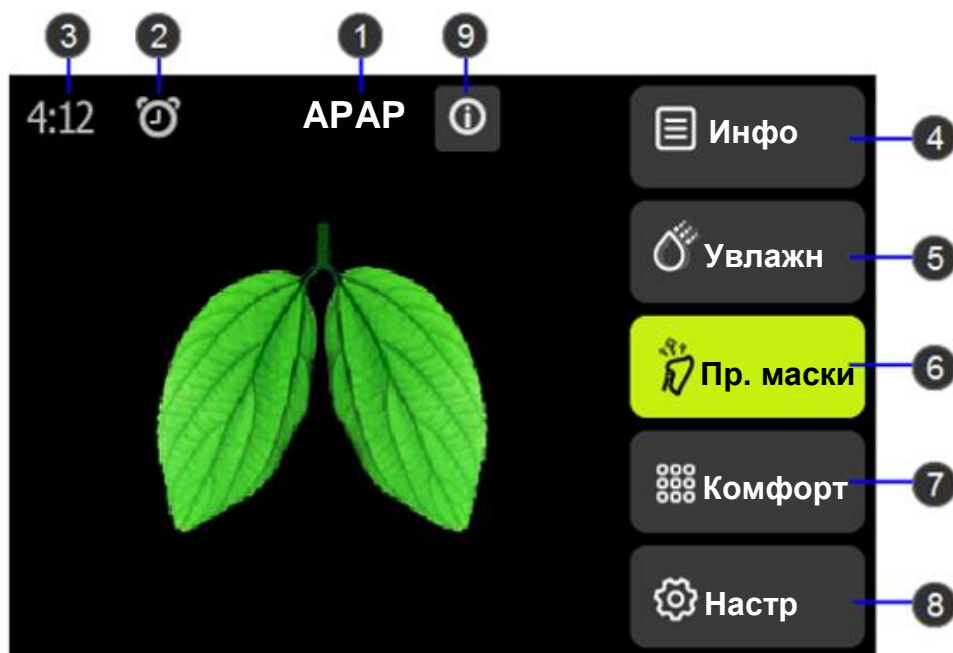 3 2 1 9
4:12 APAP
Инфо 4
Увлажн 5
Пр. маски 6
Комфорт 7
Настр 8